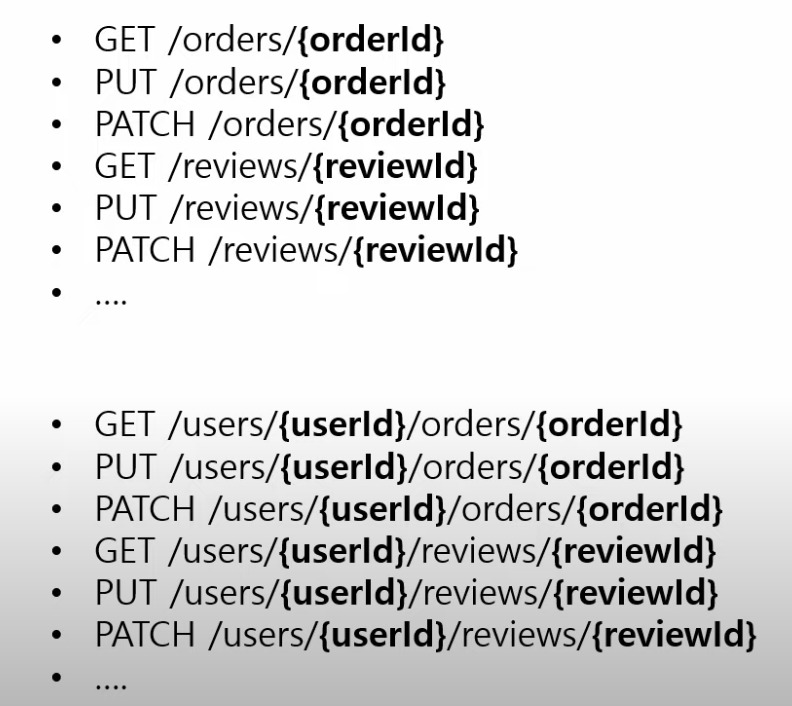 • GET /orders/{orderId}
• PUT /orders/{orderId}
• PATCH /orders/{orderId}
• GET /reviews/{reviewId}
• PUT /reviews/{reviewId}
• PATCH /reviews/{reviewId}
• ....
• GET /users/{userId}/orders/{orderId}
• PUT /users/{userId}/orders/{orderId}
• PATCH /users/{userId}/orders/{orderId}
• GET /users/{userId}/reviews/{reviewId}
• PUT /users/{userId}/reviews/{reviewId}
• PATCH /users/{userId}/reviews/{reviewId}
• ....